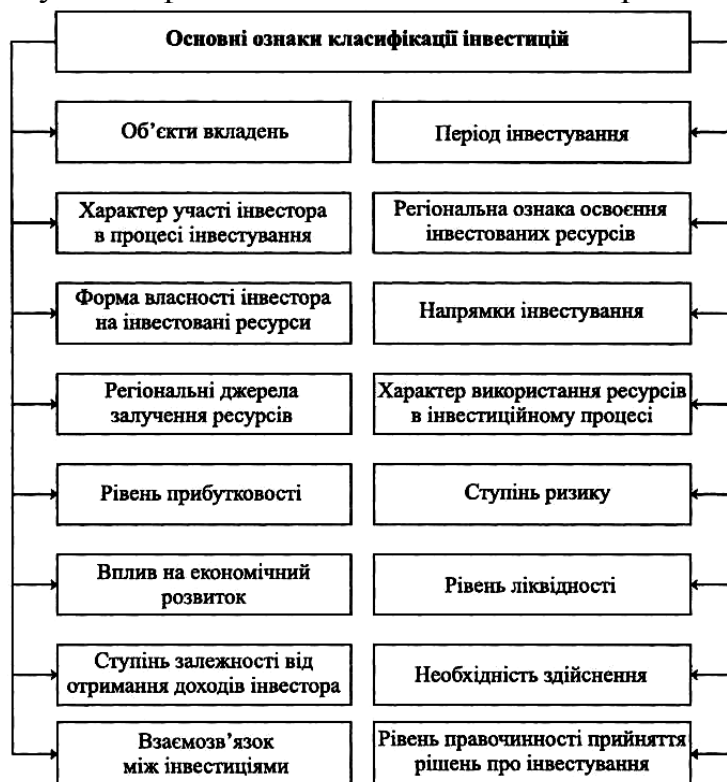 Основні ознаки класифікації інвестицій
Об’єкти вкладень
Період інвестування
Характер участі інвестора
в процесі інвестування
Регіональна ознака освоєння
інвестованих ресурсів
Форма власності інвестора
на інвестовані ресурси
Напрямки інвестування
Регіональні джерела
залучення ресурсів
Характер використання ресурсів
в інвестиційному процесі
Рівень прибутковості
Ступінь ризику
Вплив на економічний
розвиток
Рівень ліквідності
Ступінь залежності від
отримання доходів інвестора
Необхідність здійснення
Взаємозв’язок
між інвестиціями
Рівень правочинності прийняття
рішень про інвестування